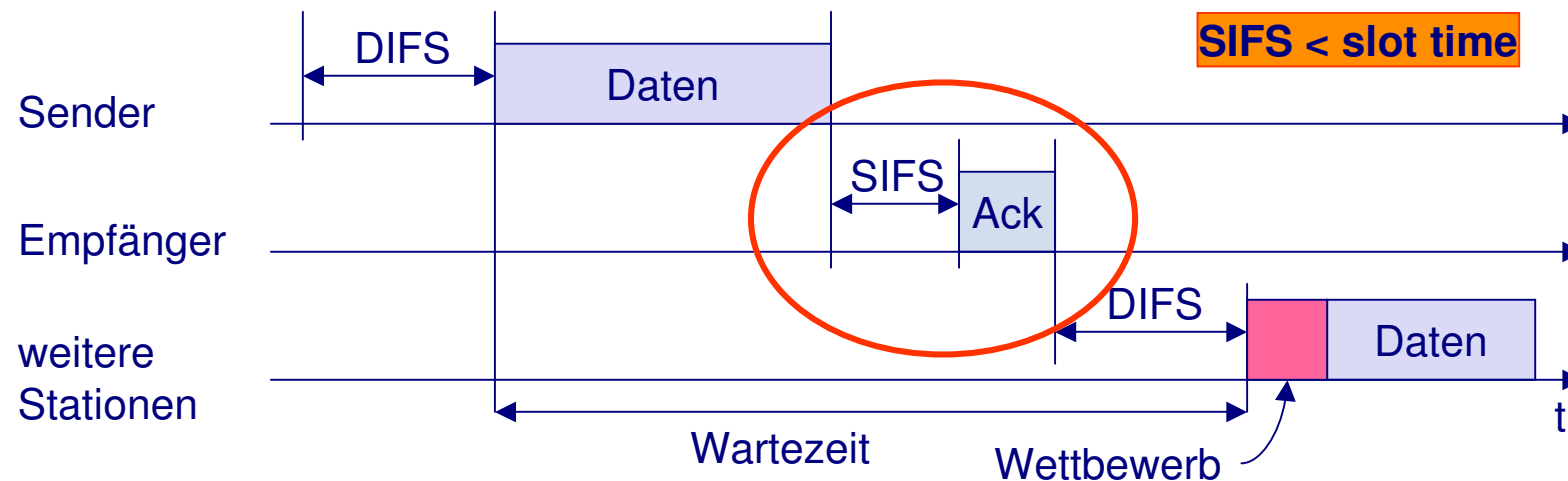 DIFS
SIFS < slot time
Daten
Sender
SIFS
Ack
Empfänger
DIFS
weitere
Stationen
Daten
t
Wartezeit
Wettbewerb